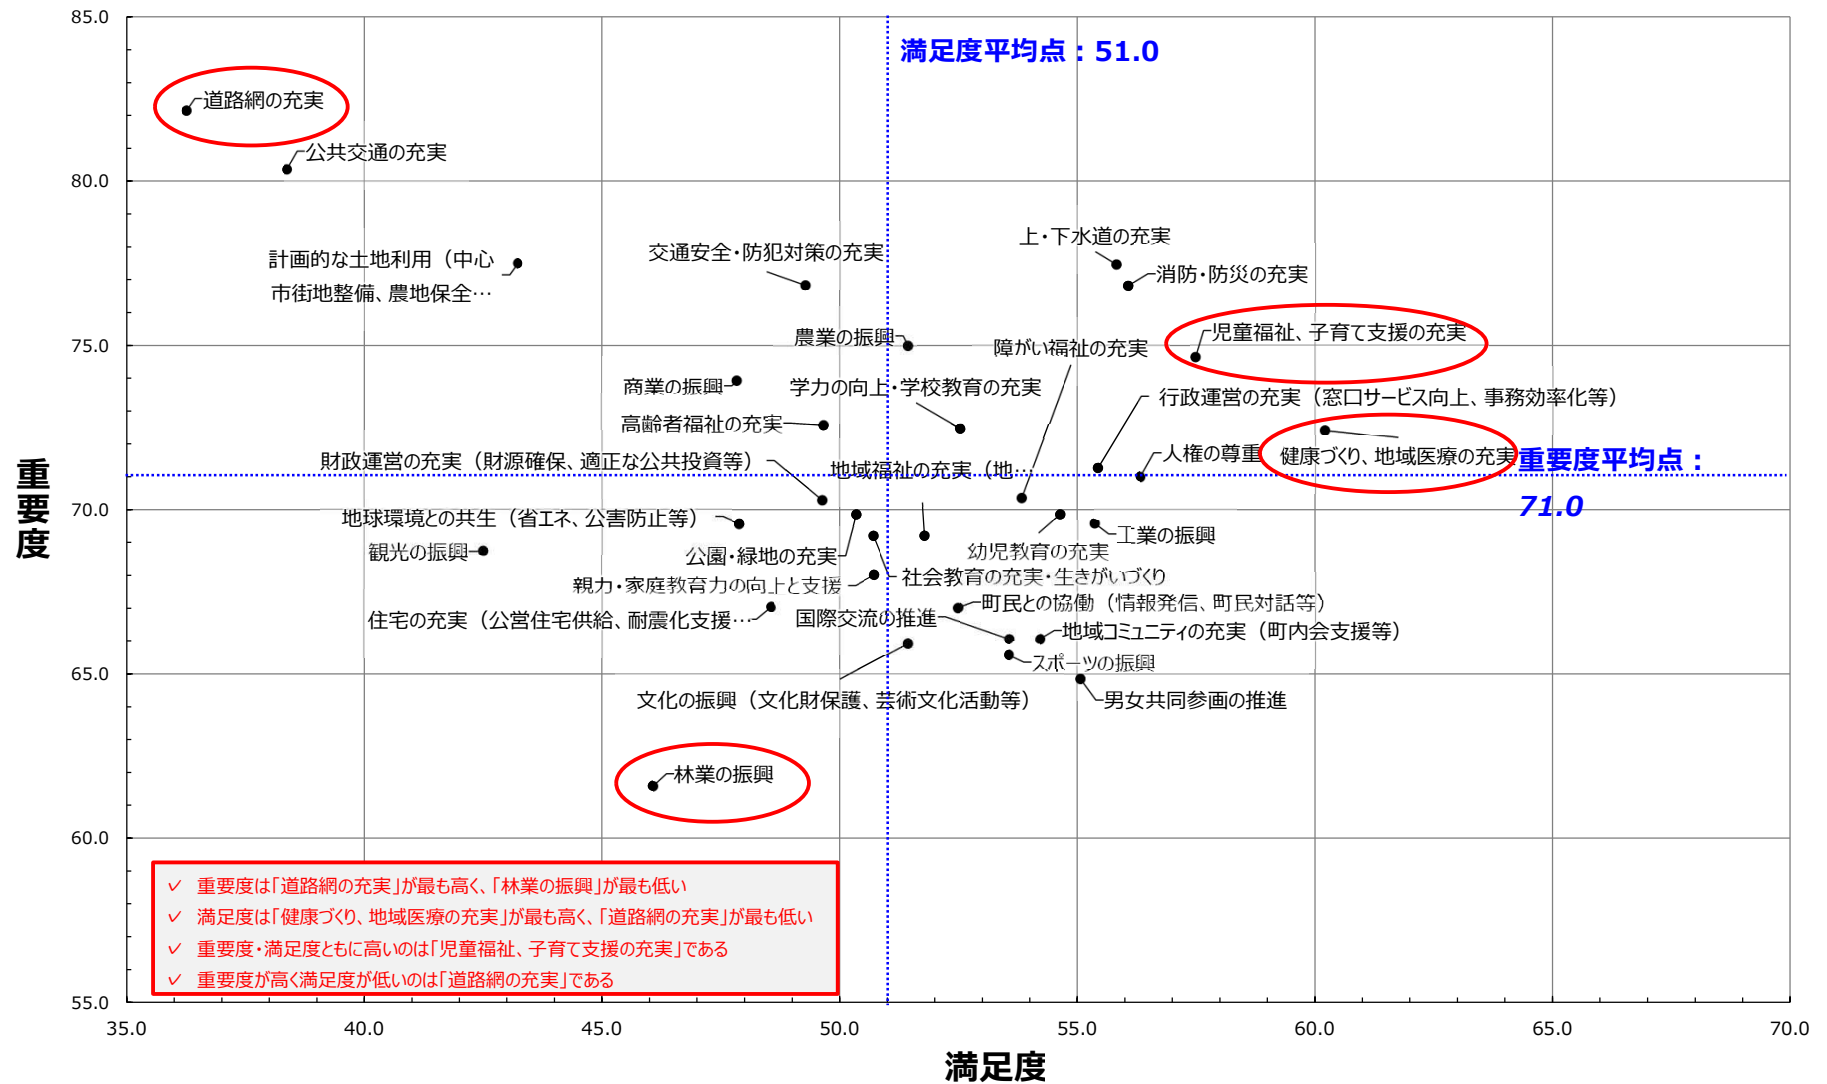 85.0
満足度平均点:51.0
道路網の充実
公共交通の充実
80.0
上・下水道の充実
交通安全・防犯対策の充実
計画的な土地利用(中心
市街地整備、農地保全…
消防・防災の充実
児童福祉、子育て支援の充実
農業の振興
75.0
障がい福祉の充実
商業の振興
学力の向上・学校教育の充実
行政運営の充実(窓口サービス向上、事務効率化等)
高齢者福祉の充実
人権の尊重
健康づくり、地域医療の充実
財政運営の充実(財源確保、適正な公共投資等)
地域福祉の充実(地…
重要度平均点:
71.0
重要度
70.0
地球環境との共生(省エネ、公害防止等)
工業の振興
観光の振興
公園・緑地の充実
幼児教育の充実
社会教育の充実・生きがいづくり
親力・家庭教育力の向上と支援
町民との協働(情報発信、町民対話等)
住宅の充実(公営住宅供給、耐震化支援…
国際交流の推進
地域コミュニティの充実(町内会支援等)
スポーツの振興
65.0
文化の振興(文化財保護、芸術文化活動等)
男女共同参画の推進
林業の振興
60.0
✓ 重要度は「道路網の充実」が最も高く、「林業の振興」が最も低い
✓ 満足度は「健康づくり、地域医療の充実」が最も高く、「道路網の充実」が最も低い
✓ 重要度・満足度ともに高いのは「児童福祉、子育て支援の充実」である
✓ 重要度が高く満足度が低いのは「道路網の充実」である
55.0
35.0 40.0 45.0 50.0 55.0 60.0 65.0 70.0
満足度